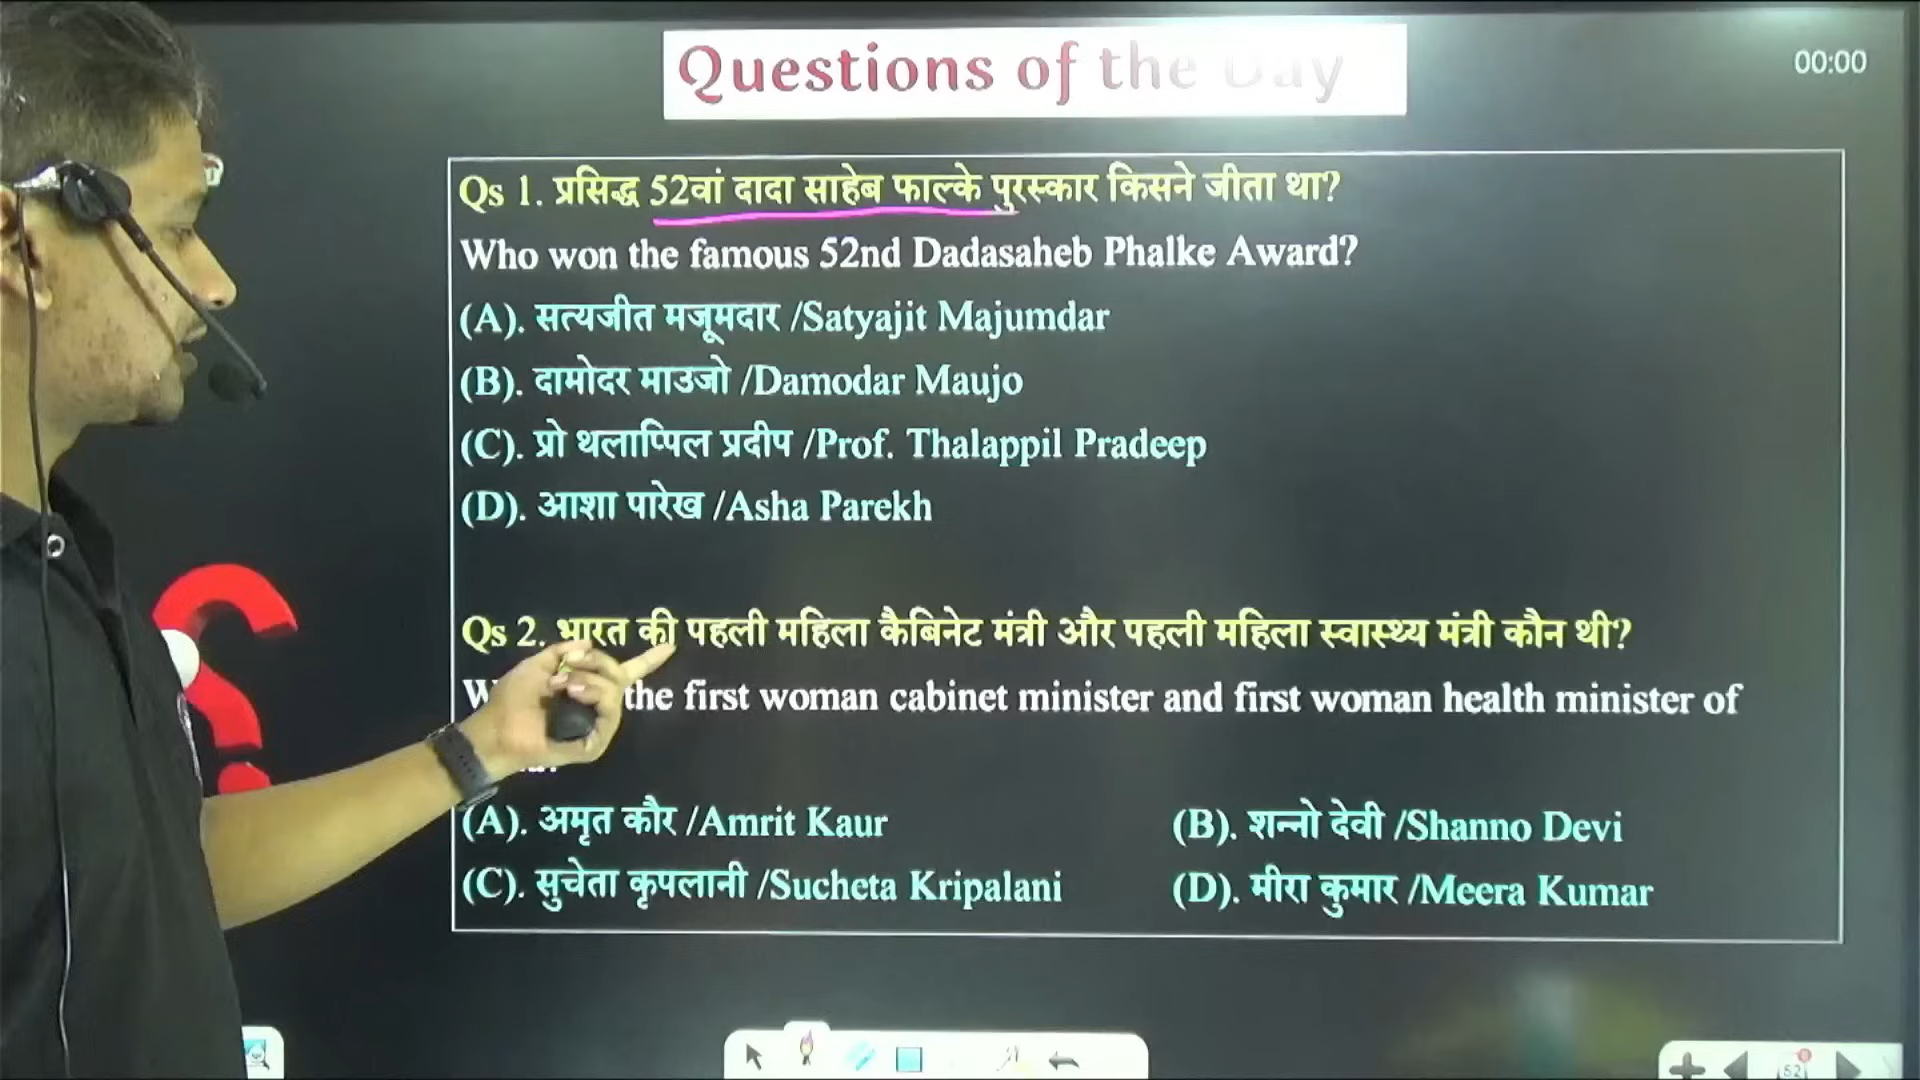 Questions of the Day
00:00
Qs 1. प्रसिद्ध 52वां दादा साहेब फाल्के पुरस्कार किसने जीता था?
Who won the famous 52nd Dadasaheb Phalke Award?
(A). सत्यजीत मजूमदार /Satyajit Majumdar
(B). दामोदर माउजो /Damodar Maujo
(C). प्रो थलाप्पिल प्रदीप /Prof. Thalappil Pradeep
(D). आशा पारेख /Asha Parekh
Qs 2. भारत की पहली महिला कैबिनेट मंत्री और पहली महिला स्वास्थ्य मंत्री कौन थी?
the first woman cabinet minister and first woman health minister of
(A). अमृत कौर /Amrit Kaur
(B). शन्नो देवी /Shanno Devi
(C). सुचेता कृपलानी /Sucheta Kripalani
(D). मीरा कुमार /Meera Kumar
52